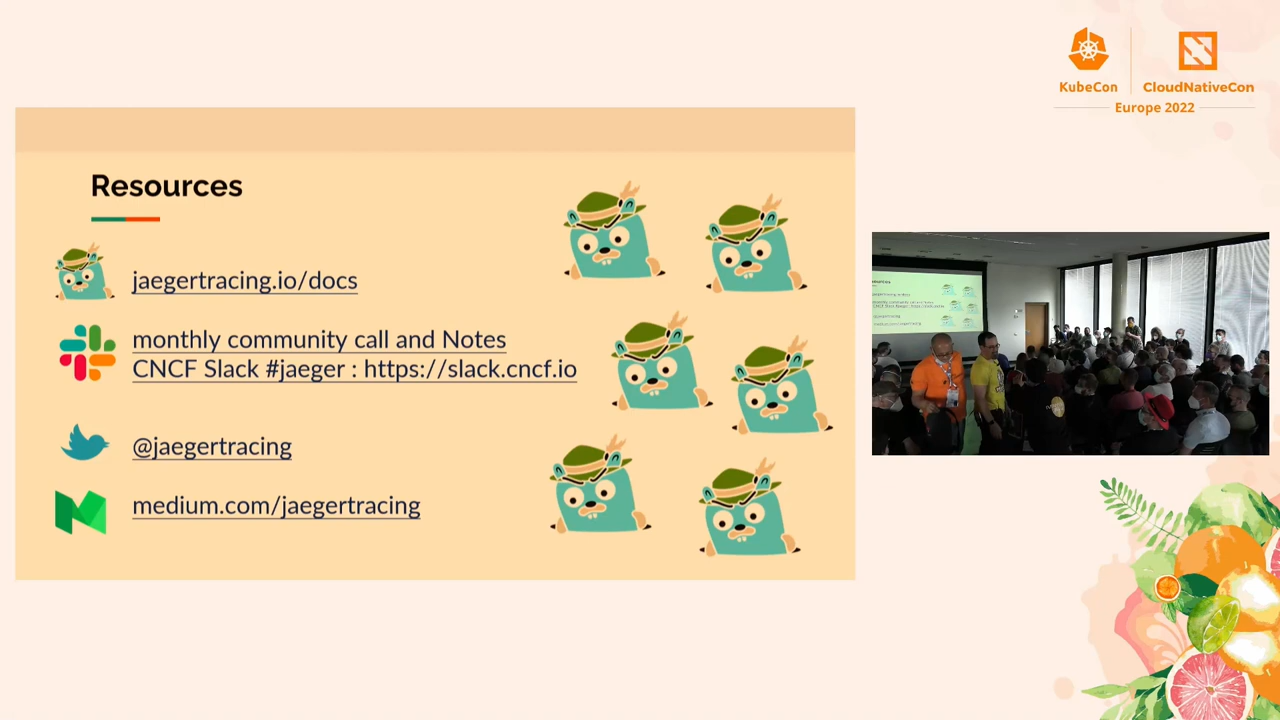 KubeCon
CloudNativeCon
Europe 2022
Resources
jaegertracing.io/docs
monthly community call and Notes
CNCF Slack #jaeger : https://slack.cncf.io
@jaegertracing
medium.com/jaegertracing